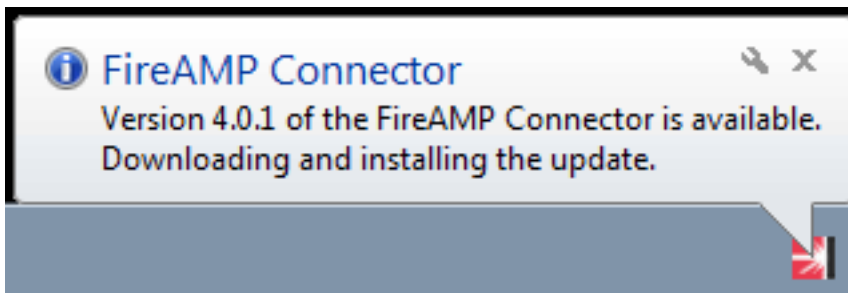 FireAMP Connector
Version 4.0.1 of the FireAMP Connector is available.
Downloading and installing the update.